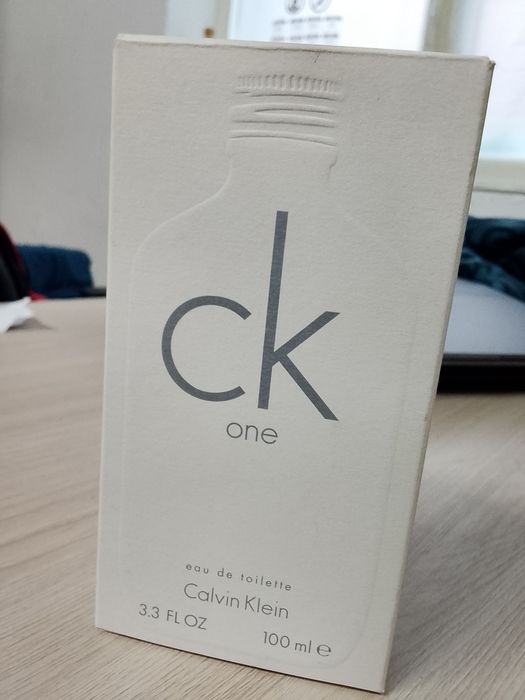 ck
one
eau de toilette
Calvin Klein
3.3 FL OZ 100 ml ℮